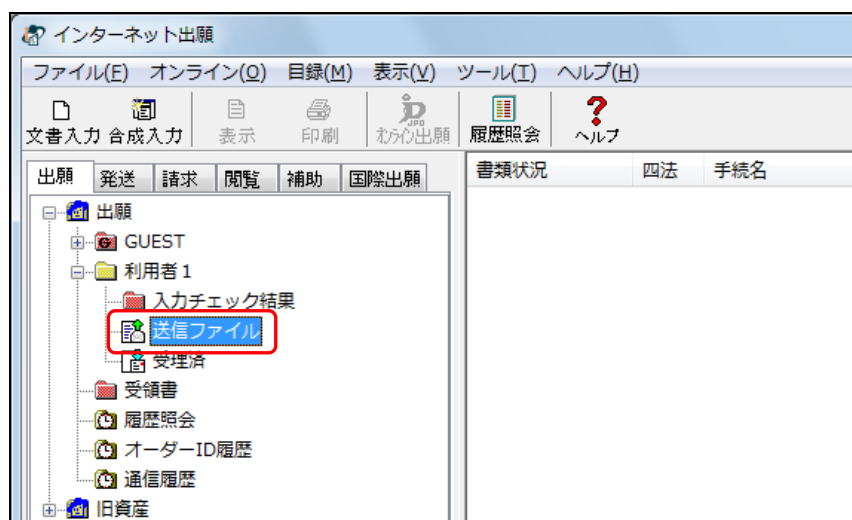 インターネット出願
ファイル(F) オンライン(O) 目録(M) 表示(V) ツール(T) ヘルプ(H)
文書入力 合成入力 表示 印刷 オンライン出願 履歴照会 ヘルプ
出願 発送 請求 閲覧 補助 国際出願
書類状況 四法 手続名
出願
GUEST
利用者1
入力チェック結果
送信ファイル
受理済
受領書
履歴照会
オーダーID履歴
通信履歴
旧資産